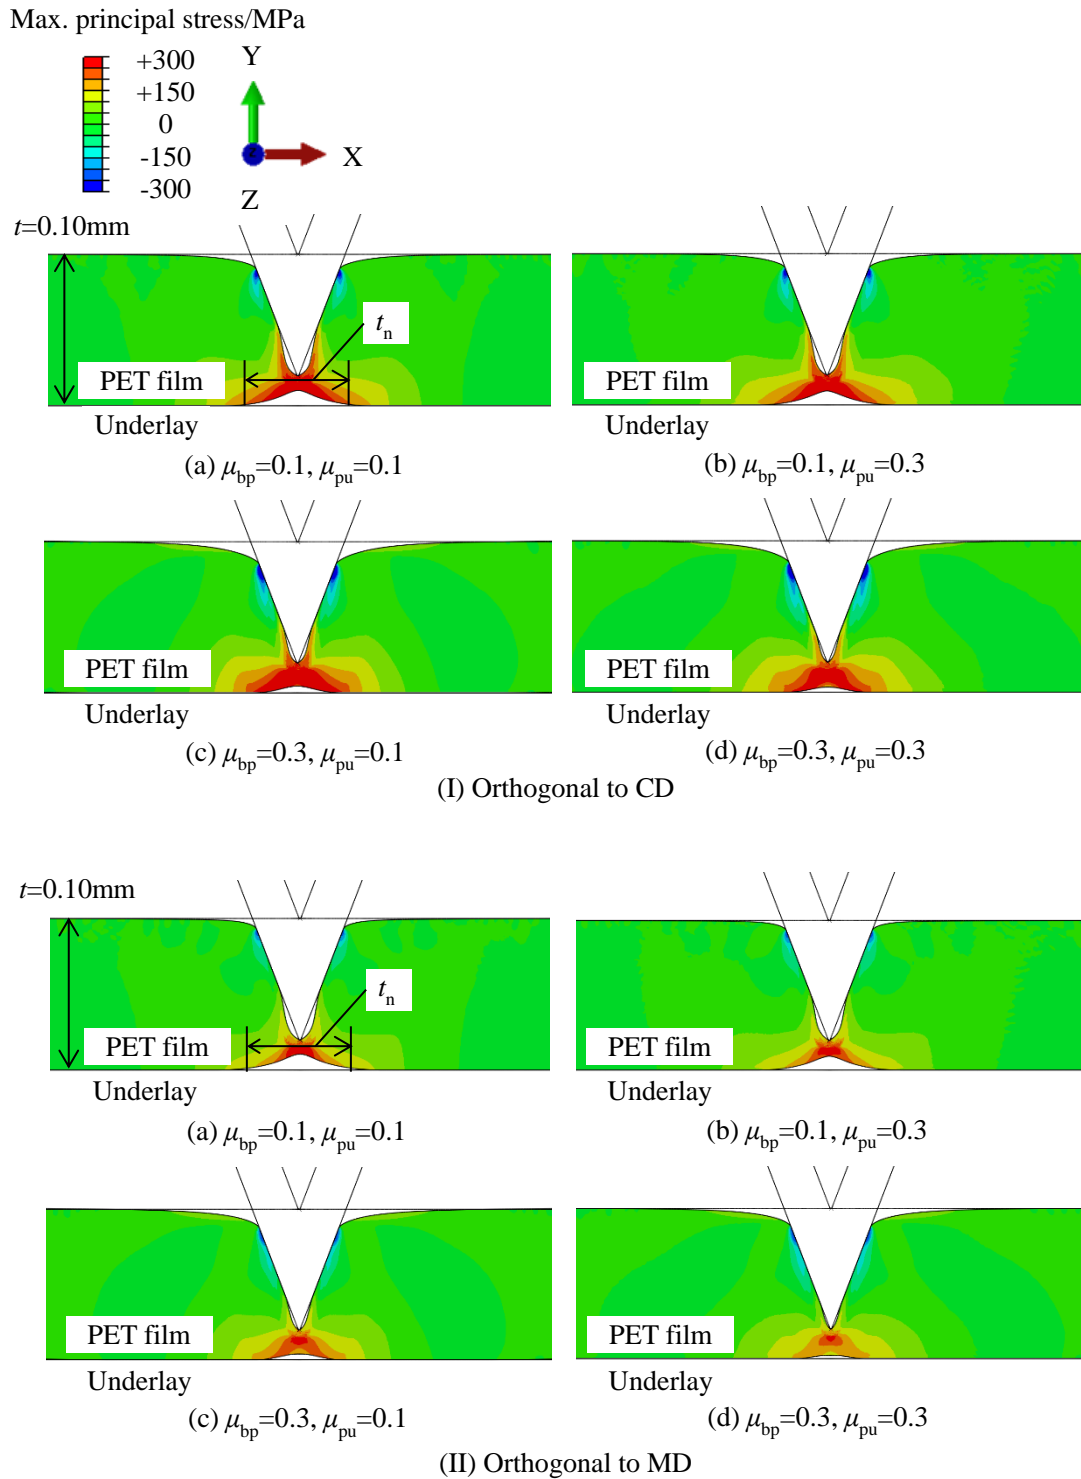 Max. principal stress/MPa
+300
+150
0
-150
-300
Y
X
Z
t=0.10mm
tn
PET film
PET film
Underlay
Underlay
(a) μbp=0.1, μpu=0.1
(b) μbp=0.1, μpu=0.3
PET film
PET film
Underlay
Underlay
(c) μbp=0.3, μpu=0.1
(d) μbp=0.3, μpu=0.3
(I) Orthogonal to CD
t=0.10mm
tn
PET film
PET film
Underlay
Underlay
(a) μbp=0.1, μpu=0.1
(b) μbp=0.1, μpu=0.3
PET film
PET film
Underlay
Underlay
(c) μbp=0.3, μpu=0.1
(d) μbp=0.3, μpu=0.3
(II) Orthogonal to MD